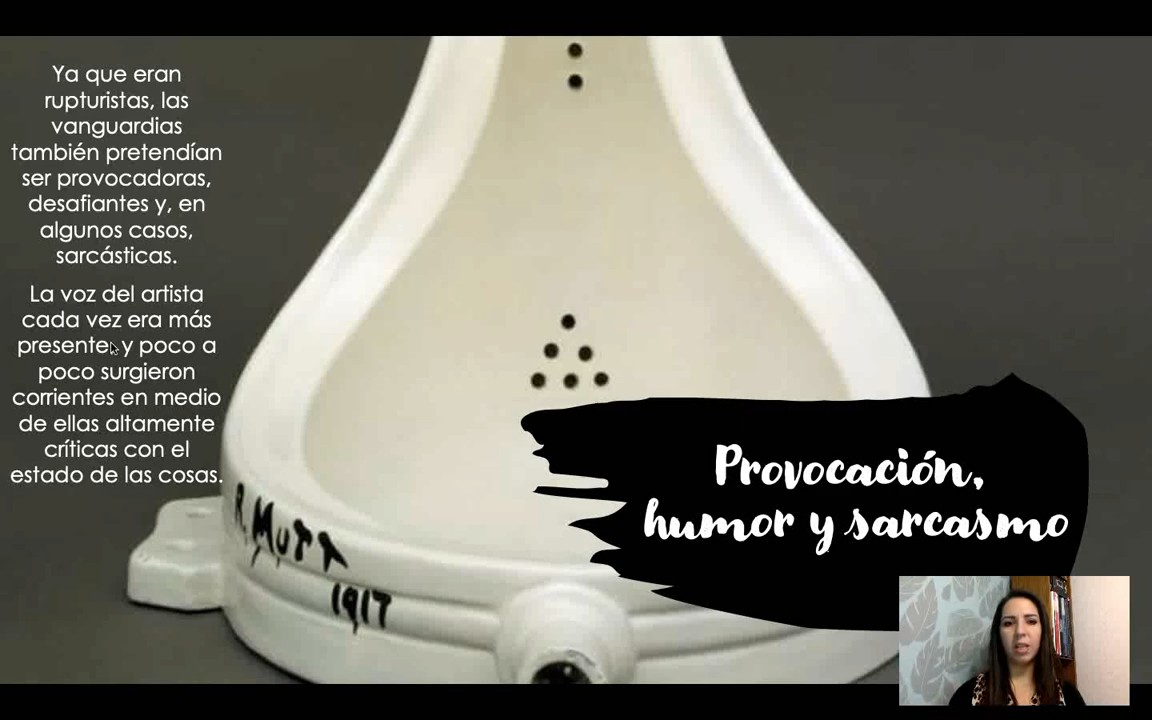 Ya que eran
rupturistas, las
vanguardias
también pretendían
ser provocadoras,
desafiantes y, en
algunos casos,
sarcásticas.
La voz del artista
cada vez era más
presente y poco a
poco surgieron
corrientes en medio
de ellas altamente
críticas con el
estado de las cosas.
Provocación,
humor y sarcasmo
R. MUTT
1917